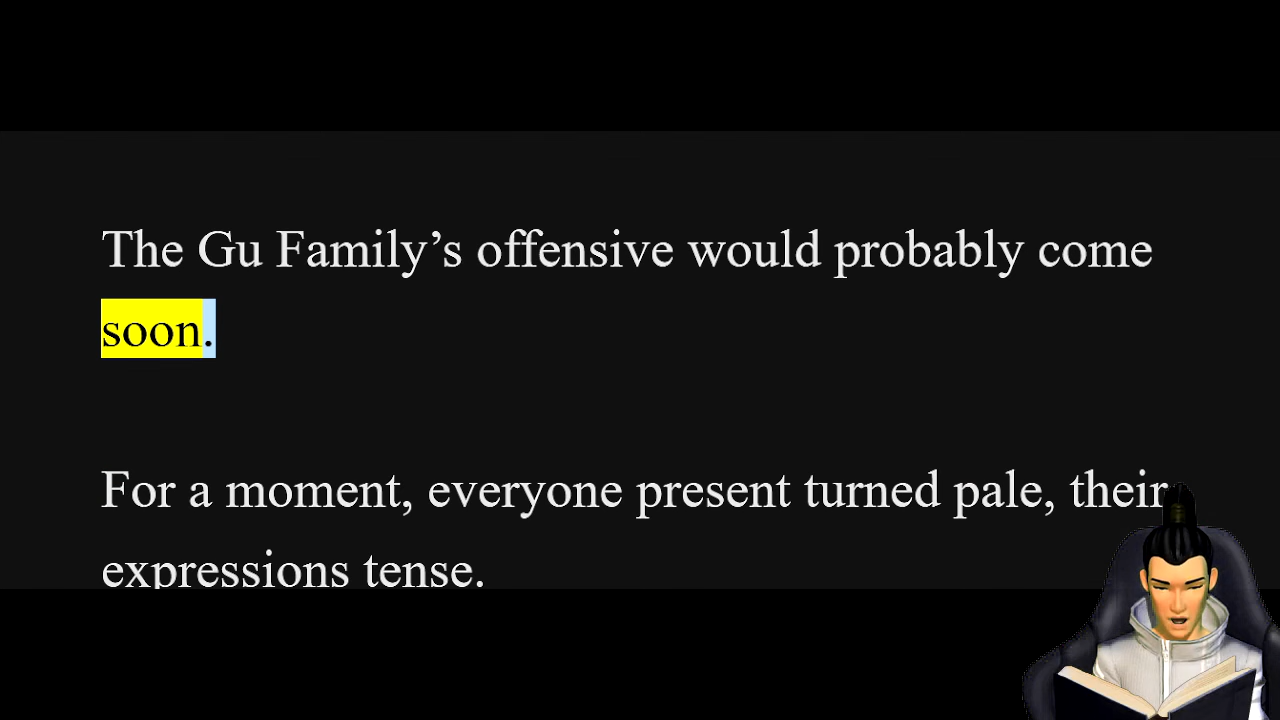 The Gu Family’s offensive would probably come
soon.
For a moment, everyone present turned pale, their
expressions tense.